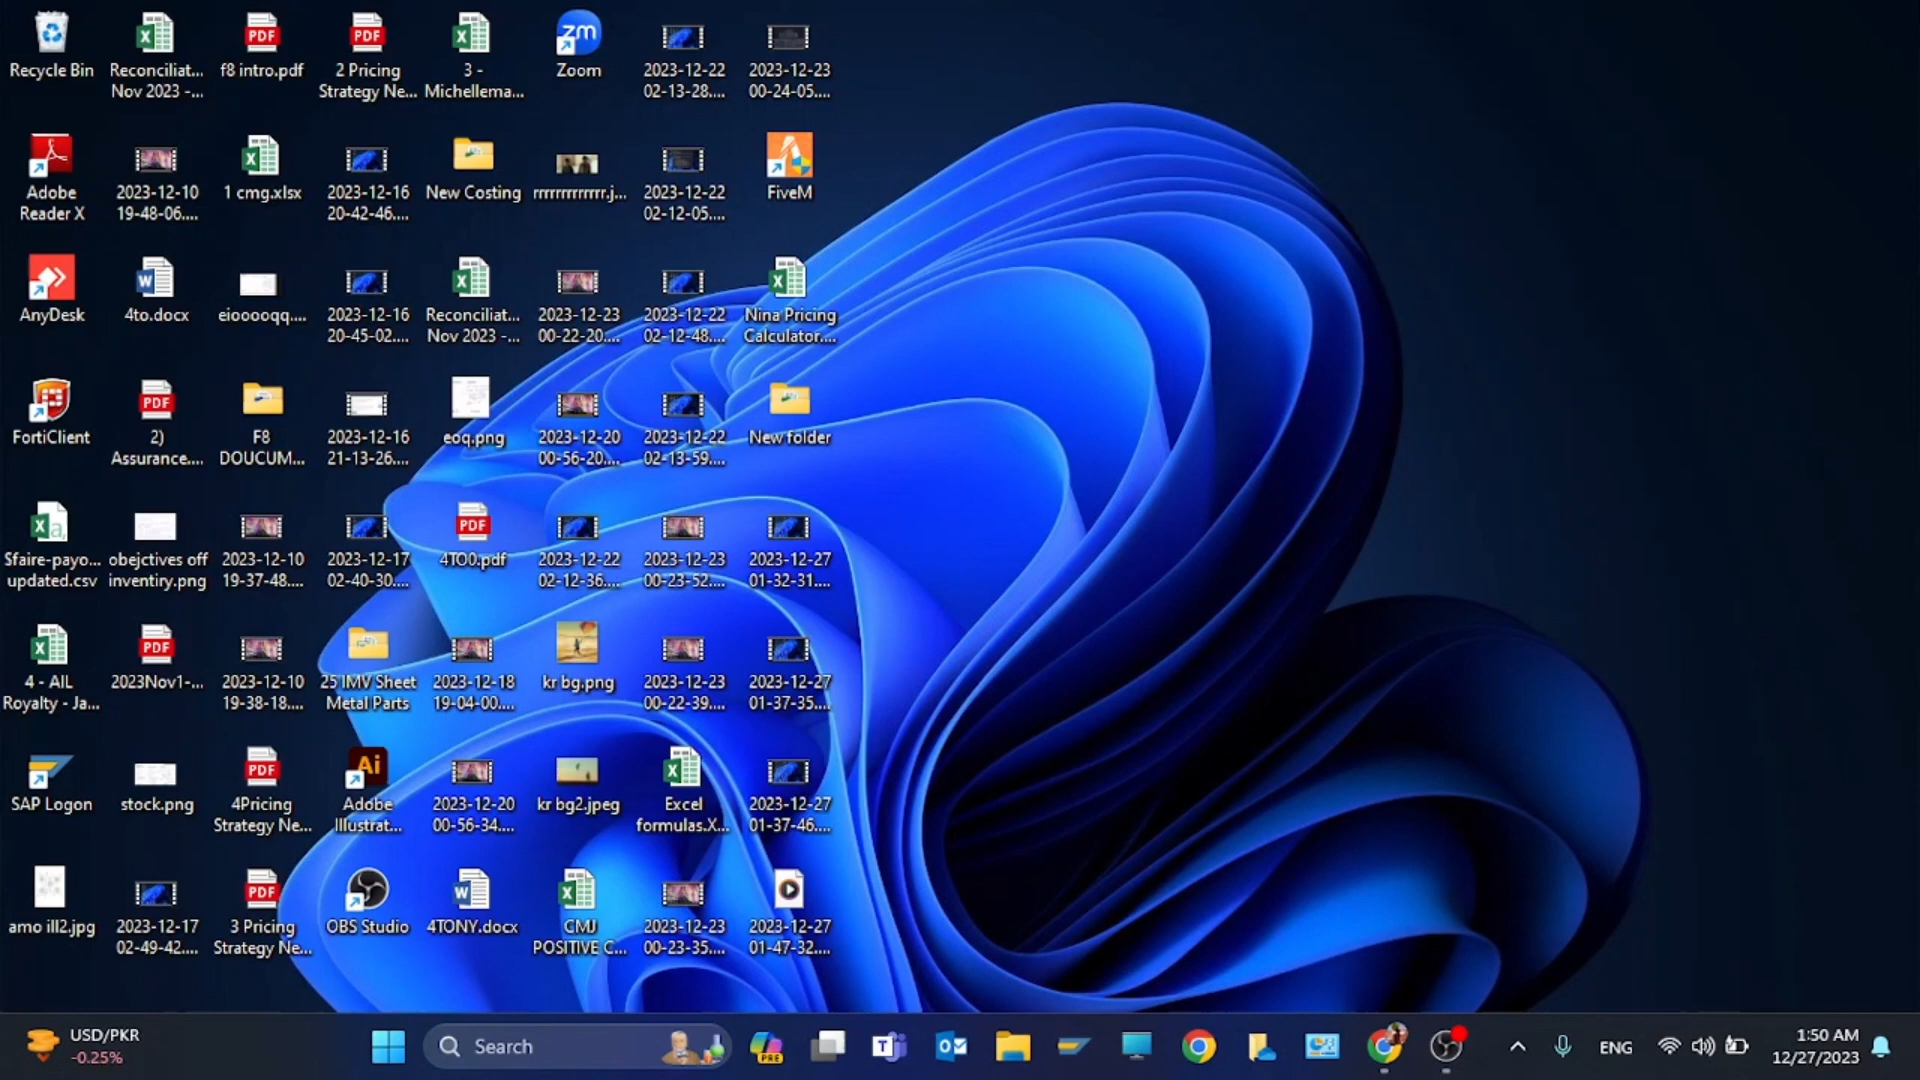 Recycle Bin
Reconciliat...
Nov 2023 -...
f8 intro.pdf
2 Pricing
Strategy Ne...
3 -
Michellema...
zm
Zoom
2023-12-22
02-13-28....
2023-12-23
00-24-05....
Adobe
Reader X
2023-12-10
19-48-06....
1 cmg.xlsx
2023-12-16
20-42-46....
New Costing
rrrrrrrrrrrr.j...
2023-12-22
02-12-05....
FiveM
AnyDesk
4to.docx
eiooooqq....
2023-12-16
20-45-02....
Reconciliat...
Nov 2023 -...
2023-12-23
00-22-20....
2023-12-22
02-12-48....
Nina Pricing
Calculator....
FortiClient
2)
Assurance....
F8
DOUCUM...
2023-12-16
21-13-26....
eoq.png
2023-12-20
00-56-20....
2023-12-22
02-13-59....
New folder
$faire-payo...
updated.csv
obejctives off
inventiry.png
2023-12-10
19-37-48....
2023-12-17
02-40-30....
4TO0.pdf
2023-12-22
02-12-36....
2023-12-23
00-23-52....
2023-12-27
01-32-31....
4 - AIL
Royalty - Ja...
2023Nov1-...
2023-12-10
19-38-18....
25 IMV Sheet
Metal Parts
2023-12-18
19-04-00....
kr bg.png
2023-12-23
00-22-39....
2023-12-27
01-37-35....
SAP Logon
stock.png
4Pricing
Strategy Ne...
Ai
Adobe
Illustrat...
2023-12-20
00-56-34....
kr bg2.jpeg
Excel
formulas.X...
2023-12-27
01-37-46....
amo ill2.jpg
2023-12-17
02-49-42....
3 Pricing
Strategy Ne...
OBS Studio
4TONY.docx
CMJ
POSITIVE C...
2023-12-23
00-23-35....
2023-12-27
01-47-32....
USD/PKR
-0.25%
Search
PRE
ENG
1:50 AM
12/27/2023